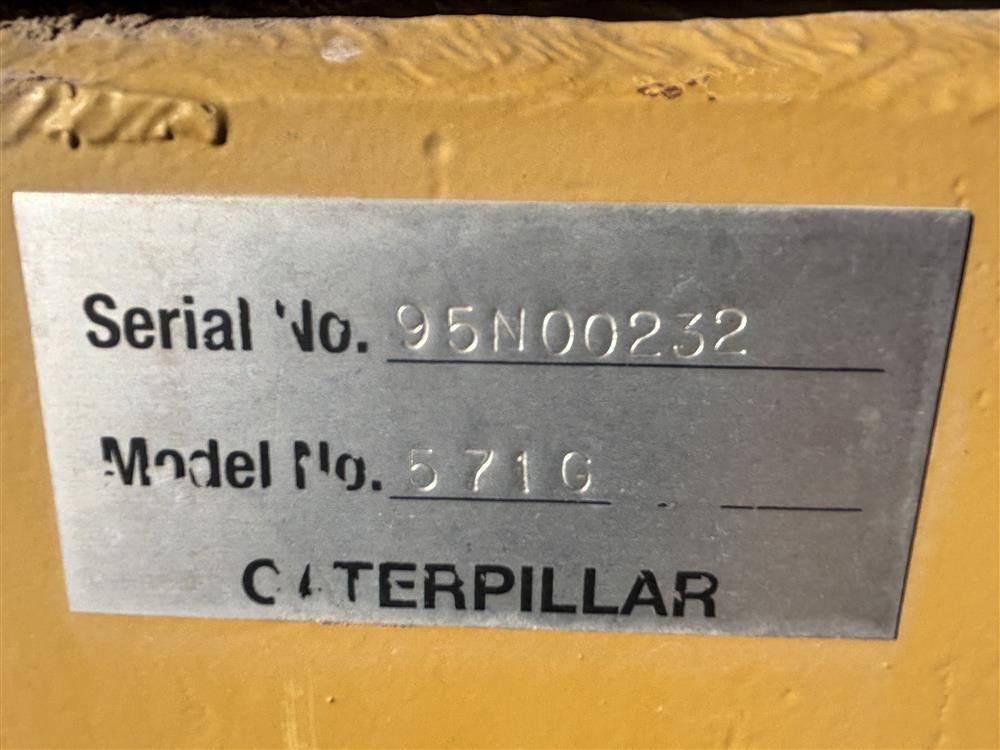 Serial No. 95N00232
Model No. 571G
CATERPILLAR